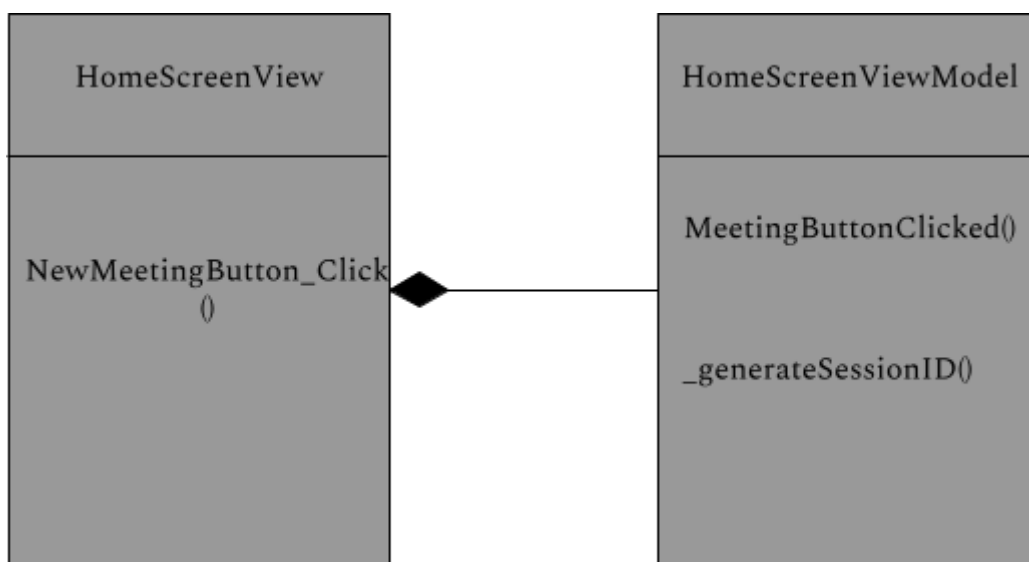 HomeScreenView
NewMeetingButton_Click
()
HomeScreenViewModel
MeetingButtonClicked()
_generateSessionID()